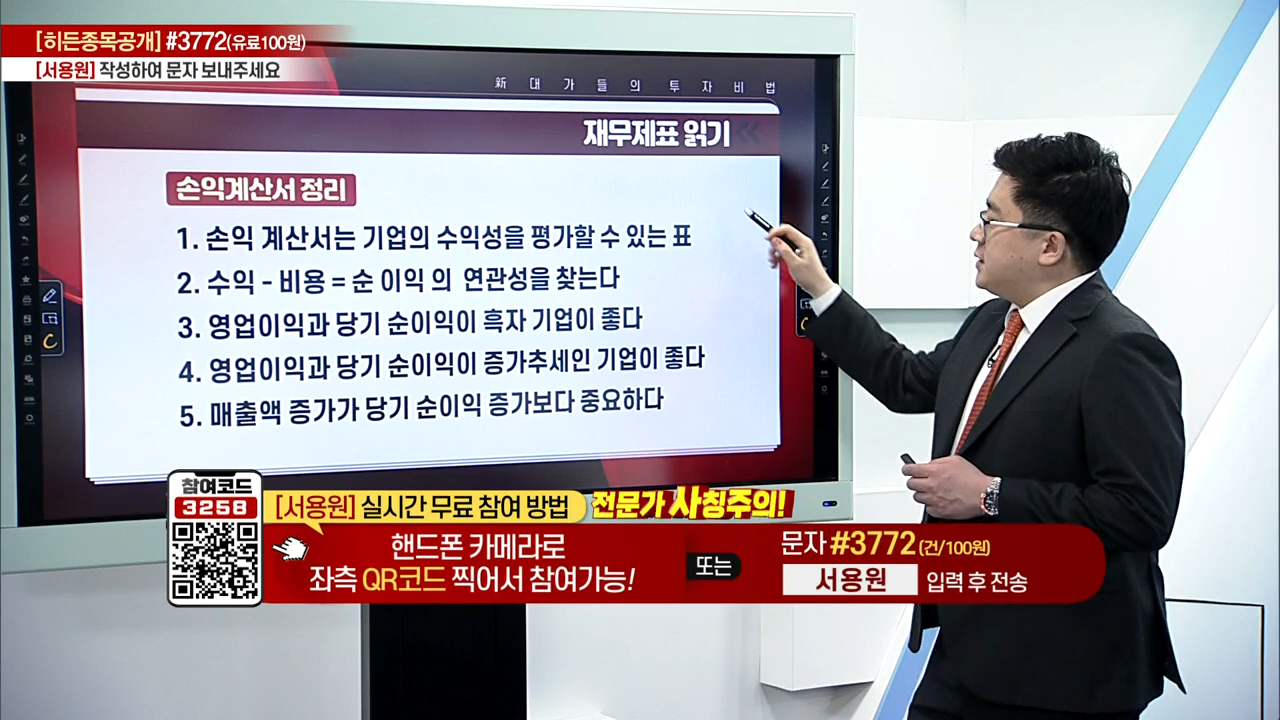 [히든종목공개] #3772(유료100원)
[서용원] 작성하여 문자 보내주세요
新 대 가 들 의 투 자 비 법
재무제표 읽기
손익계산서 정리
1. 손익 계산서는 기업의 수익성을 평가할 수 있는 표
2. 수익 - 비용 = 순 이익 의 연관성을 찾는다
3. 영업이익과 당기 순이익이 흑자 기업이 좋다
4. 영업이익과 당기 순이익이 증가추세인 기업이 좋다
5. 매출액 증가가 당기 순이익 증가보다 중요하다
참여코드
3258
[서용원] 실시간 무료 참여 방법
전문가 사칭주의!
핸드폰 카메라로
좌측 QR코드 찍어서 참여가능!
또는
문자 #3772 (건/100원)
서용원 입력 후 전송